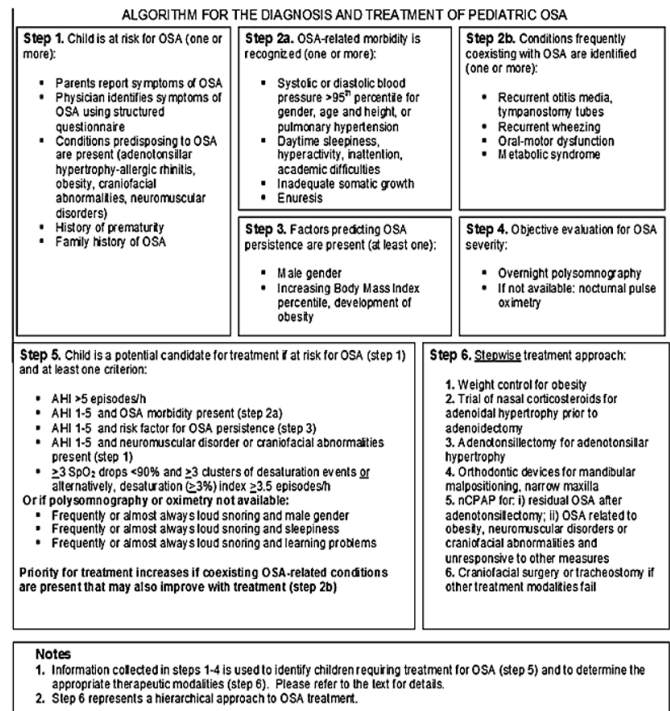 ALGORITHM FOR THE DIAGNOSIS AND TREATMENT OF PEDIATRIC OSA
Step 1. Child is at risk for OSA (one or
more):
▪ Parents report symptoms of OSA
▪ Physician identifies symptoms of
OSA using structured
questionnaire
▪ Conditions predisposing to OSA
are present (adenotonsillar
hypertrophy-allergic rhinitis,
obesity, craniofacial
abnormalities, neuromuscular
disorders)
▪ History of prematurity
▪ Family history of OSA
Step 2a. OSA-related morbidity is
recognized (one or more):
▪ Systolic or diastolic blood
pressure >95th percentile for
gender, age and height, or
pulmonary hypertension
▪ Daytime sleepiness,
hyperactivity, inattention,
academic difficulties
▪ Inadequate somatic growth
▪ Enuresis
Step 2b. Conditions frequently
coexisting with OSA are identified
(one or more):
▪ Recurrent otitis media,
tympanostomy tubes
▪ Recurrent wheezing
▪ Oral-motor dysfunction
▪ Metabolic syndrome
Step 3. Factors predicting OSA
persistence are present (at least one):
▪ Male gender
▪ Increasing Body Mass Index
percentile, development of
obesity
Step 4. Objective evaluation for OSA
severity:
▪ Overnight polysomnography
▪ If not available: nocturnal pulse
oximetry
Step 5. Child is a potential candidate for treatment if at risk for OSA (step 1)
and at least one criterion:
▪ AHI >5 episodes/h
▪ AHI 1-5 and OSA morbidity present (step 2a)
▪ AHI 1-5 and risk factor for OSA persistence (step 3)
▪ AHI 1-5 and neuromuscular disorder or craniofacial abnormalities
present (step 1)
▪ ≥3 SpO₂ drops <90% and ≥3 clusters of desaturation events or
alternatively, desaturation (≥3%) index ≥3.5 episodes/h
Or if polysomnography or oximetry not available:
▪ Frequently or almost always loud snoring and male gender
▪ Frequently or almost always loud snoring and sleepiness
▪ Frequently or almost always loud snoring and learning problems
Priority for treatment increases if coexisting OSA-related conditions
are present that may also improve with treatment (step 2b)
Step 6. Stepwise treatment approach:
1. Weight control for obesity
2. Trial of nasal corticosteroids for
adenoidal hypertrophy prior to
adenoidectomy
3. Adenotonsillectomy for adenotonsillar
hypertrophy
4. Orthodontic devices for mandibular
malpositioning, narrow maxilla
5. nCPAP for: i) residual OSA after
adenotonsillectomy; ii) OSA related to
obesity, neuromuscular disorders or
craniofacial abnormalities and
unresponsive to other measures
6. Craniofacial surgery or tracheostomy if
other treatment modalities fail
Notes
1. Information collected in steps 1-4 is used to identify children requiring treatment for OSA (step 5) and to determine the
appropriate therapeutic modalities (step 6). Please refer to the text for details.
2. Step 6 represents a hierarchical approach to OSA treatment.